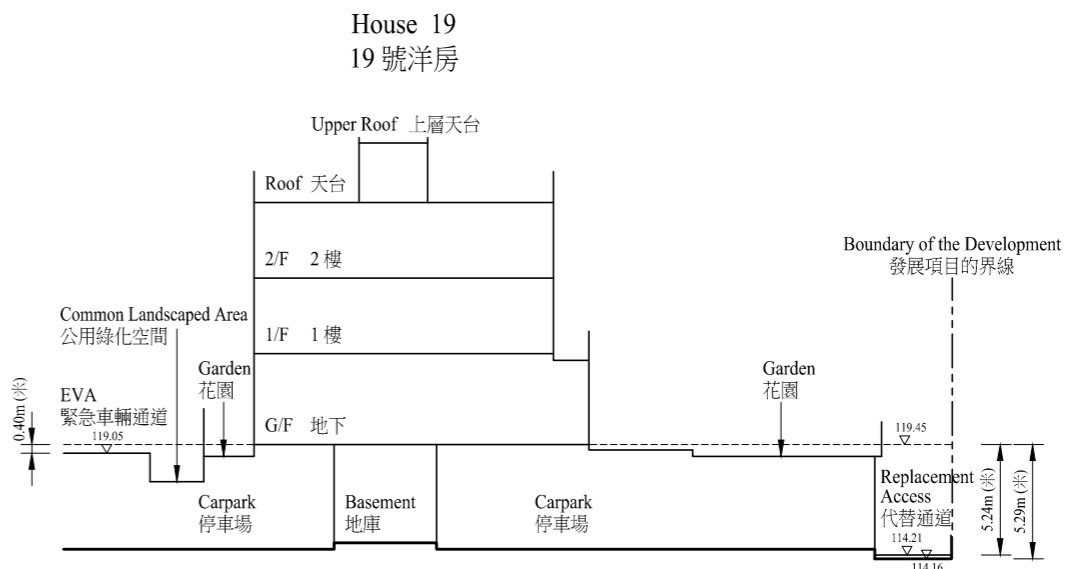 House 19
19 號洋房
Upper Roof 上層天台
Roof 天台
2/F 2 樓
Boundary of the Development
發展項目的界線
Common Landscaped Area
公用綠化空間
1/F 1 樓
Garden
花園
Garden
花園
EVA
緊急車輛通道
0.40m (米)
119.05
G/F 地下
119.45
Carpark
停車場
Basement
地庫
Carpark
停車場
Replacement
Access
代替通道
114.21
114.16
5.24m (米)
5.29m (米)